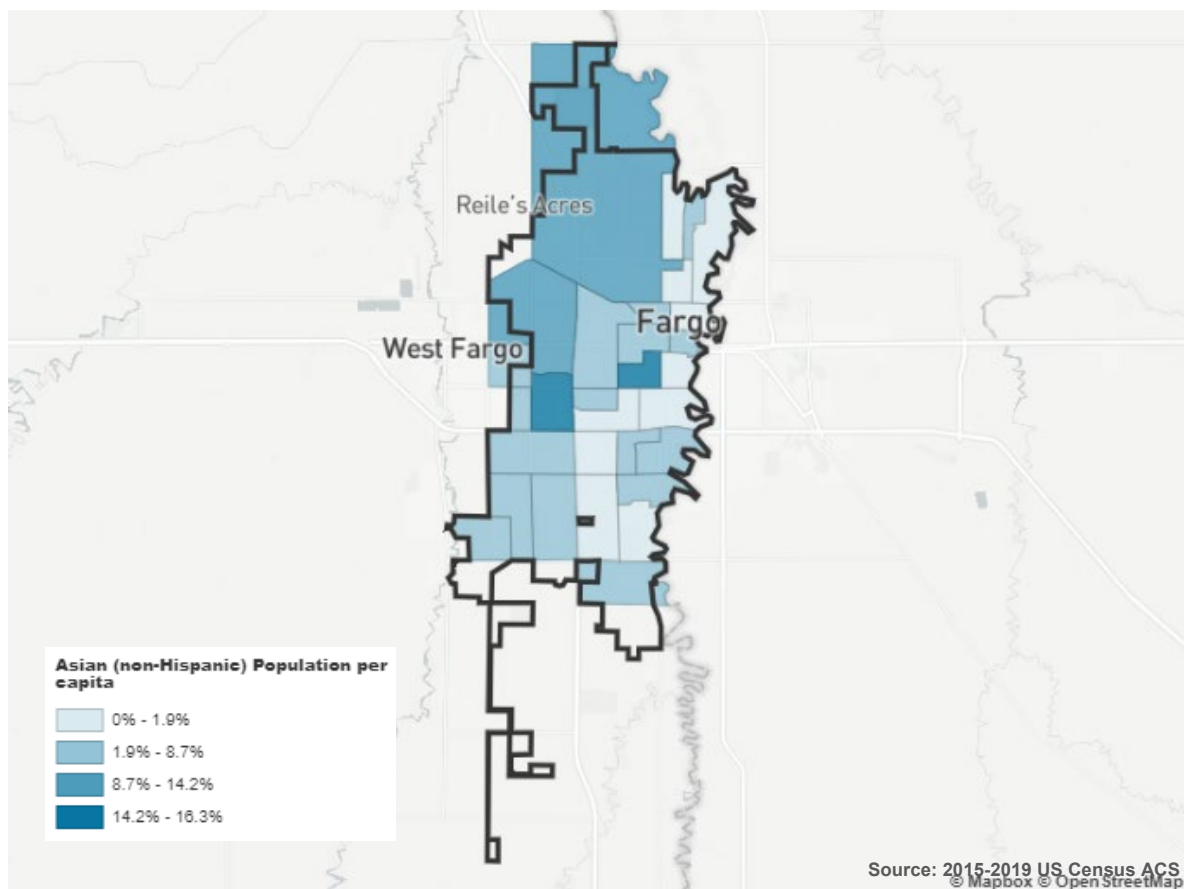 Reile's Acres
Fargo
West Fargo
Asian (non-Hispanic) Population per
capita
0% - 1.9%
1.9% - 8.7%
8.7% - 14.2%
14.2% - 16.3%
Source: 2015-2019 US Census ACS
© Mapbox © OpenStreetMap